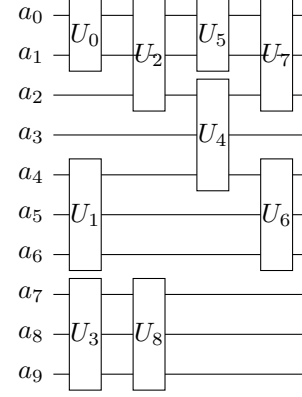 a₀
U₀ U₅
a₁
U₂ U₇
a₂
a₃ U₄
a₄
a₅ U₁ U₆
a₆
a₇
a₈ U₃ U₈
a₉